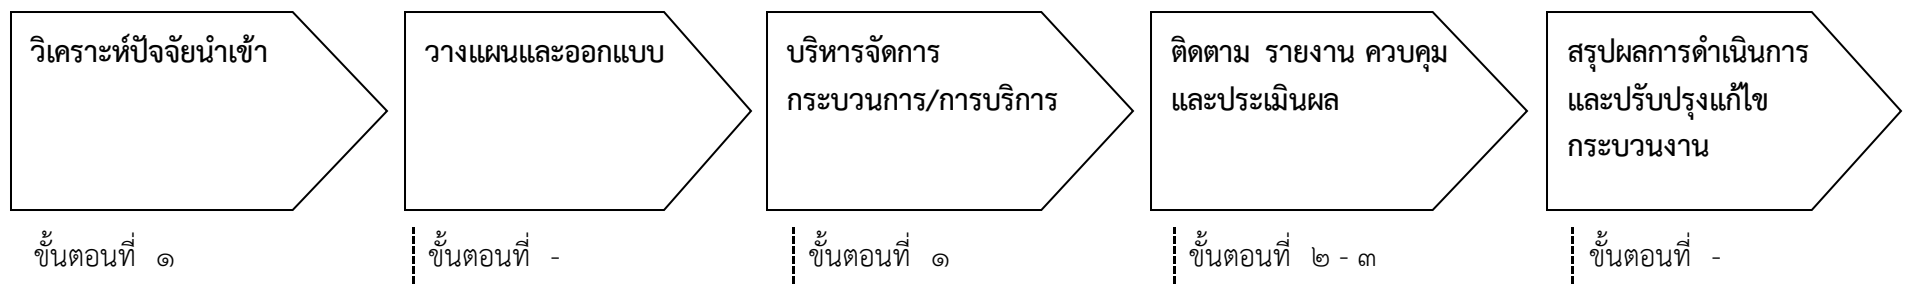 วิเคราะห์ปัจจัยนำเข้า
วางแผนและออกแบบ
บริหารจัดการ
กระบวนการ/การบริการ
ติดตาม รายงาน ควบคุม
และประเมินผล
สรุปผลการดำเนินการ
และปรับปรุงแก้ไข
กระบวนงาน
ขั้นตอนที่ ๑
ขั้นตอนที่ -
ขั้นตอนที่ ๑
ขั้นตอนที่ ๒ - ๓
ขั้นตอนที่ -